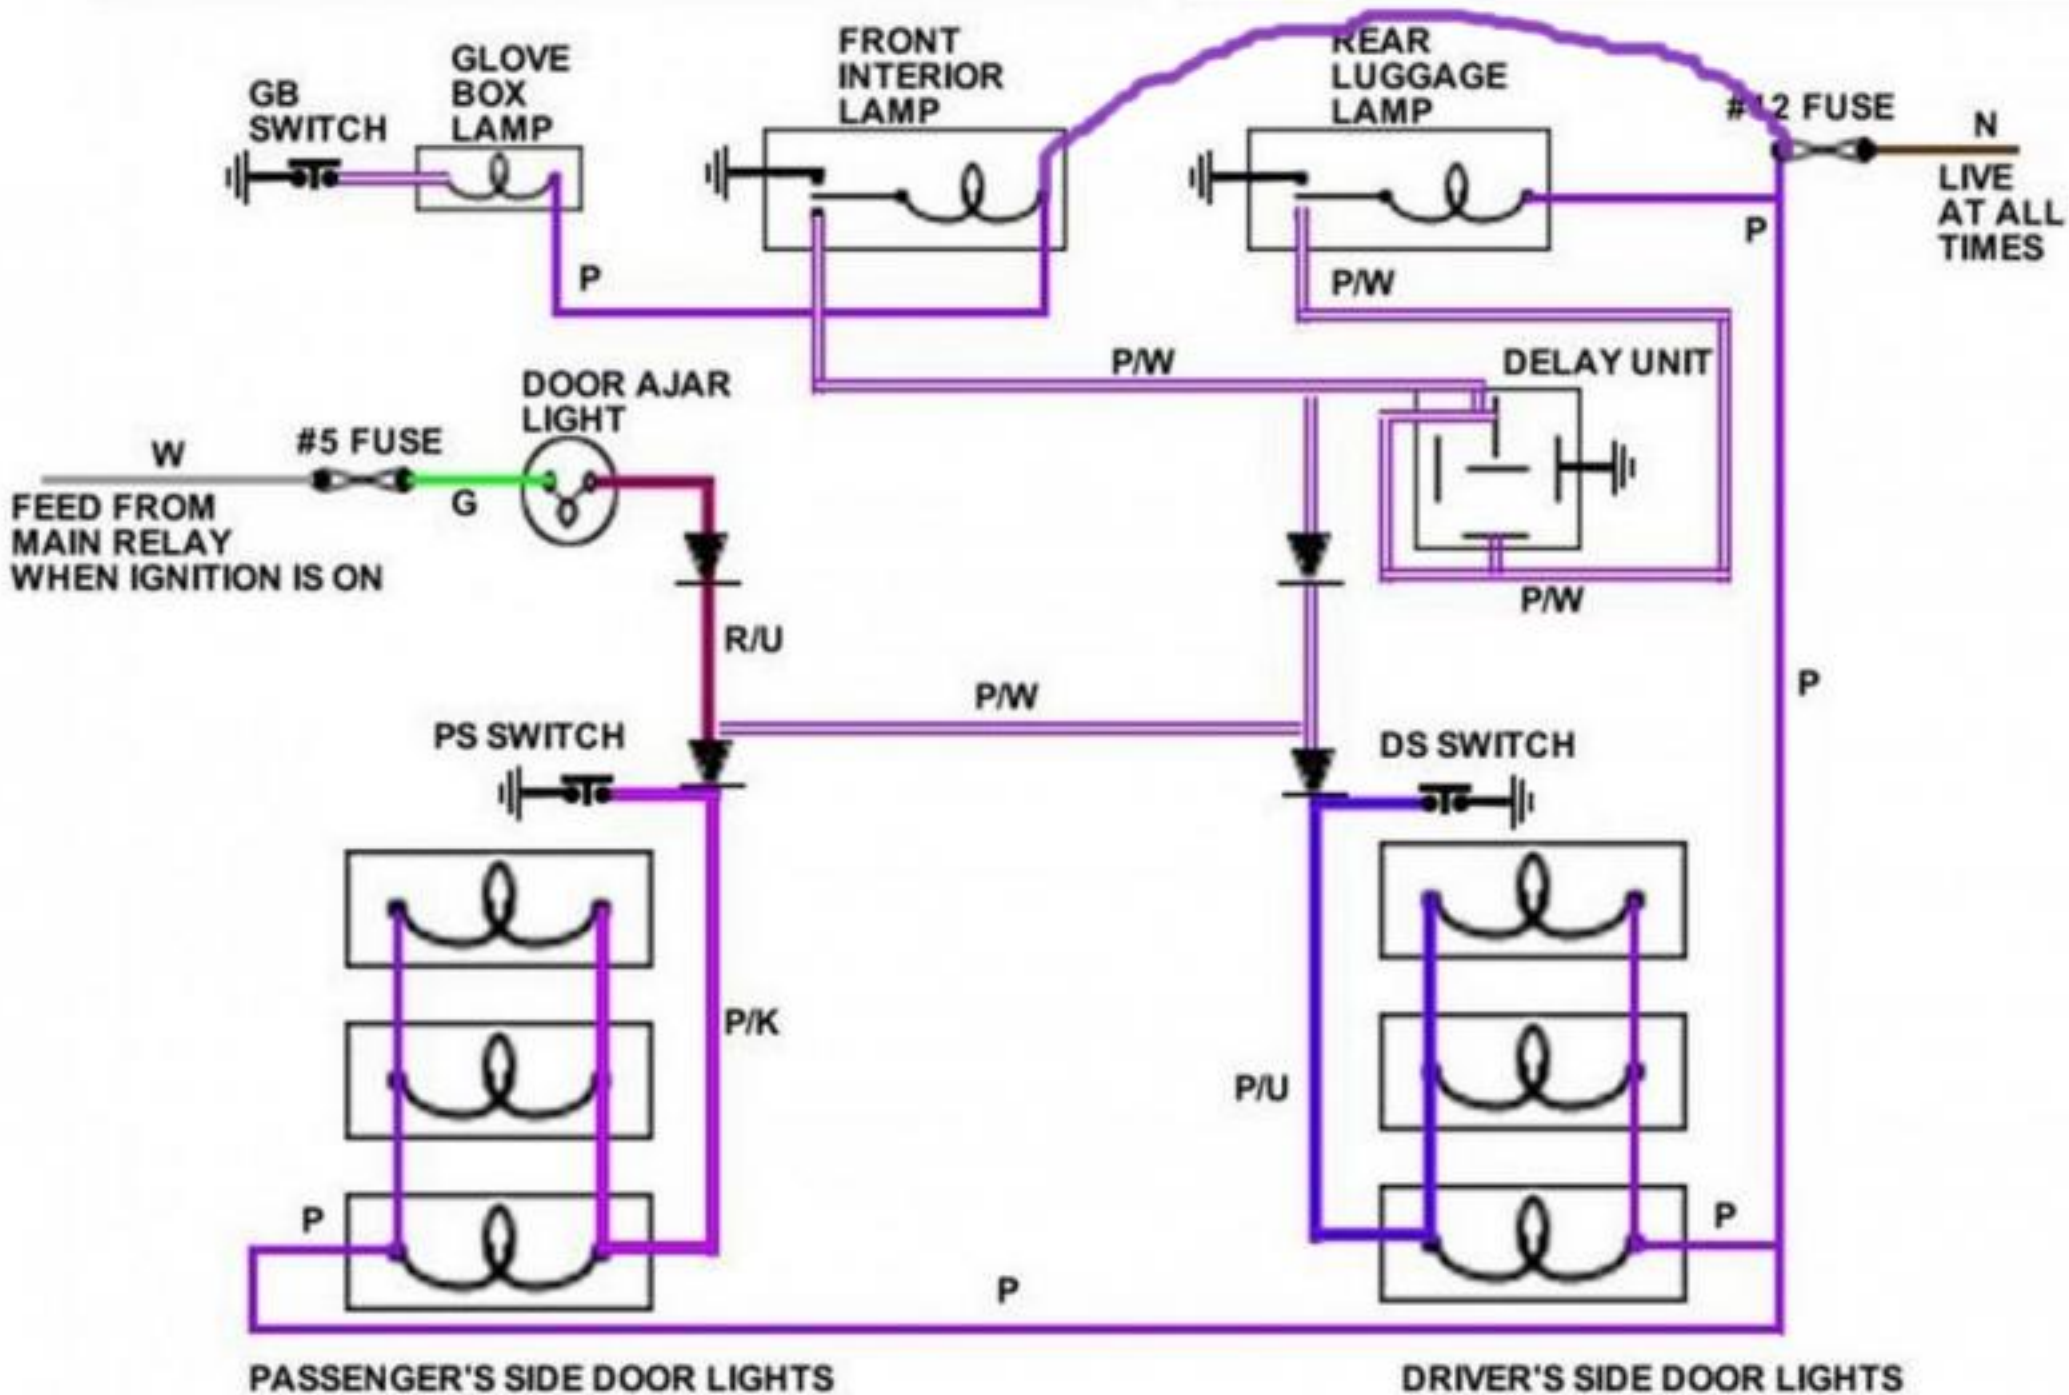 GLOVE
BOX
LAMP
GB
SWITCH
FRONT
INTERIOR
LAMP
REAR
LUGGAGE
LAMP
#12 FUSE
N
LIVE
AT ALL
TIMES
P
P
P/W
P/W
DELAY UNIT
DOOR AJAR
LIGHT
W
#5 FUSE
G
FEED FROM
MAIN RELAY
WHEN IGNITION IS ON
P/W
R/U
P/W
P
PS SWITCH
DS SWITCH
P/K
P/U
P
P
P
PASSENGER'S SIDE DOOR LIGHTS
DRIVER'S SIDE DOOR LIGHTS